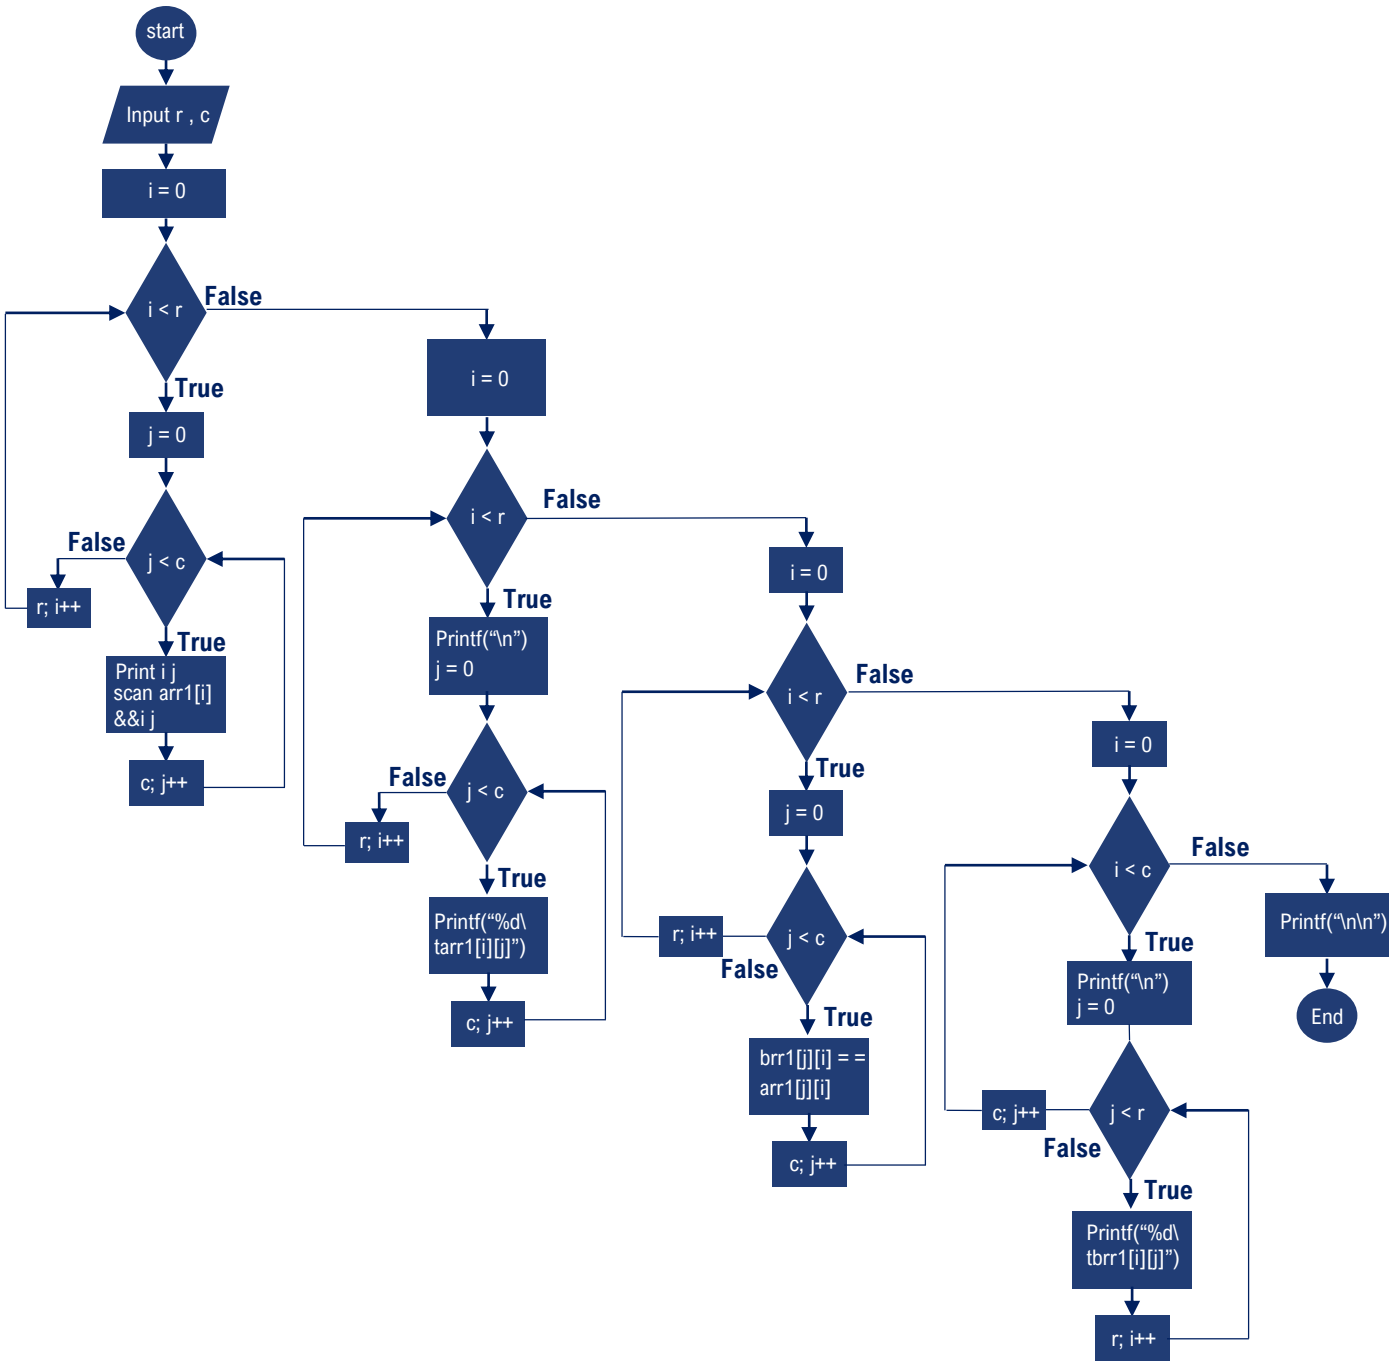 start
Input r , c
i = 0
i < r
False
True
j = 0
j < c
False
r; i++
True
Print i j
scan arr1[i]
&&i j
c; j++
i = 0
i < r
False
True
Printf(“\n”)
j = 0
j < c
False
r; i++
True
Printf(“%d\
tarr1[i][j]”)
c; j++
i = 0
i < r
False
True
j = 0
j < c
r; i++
False
True
brr1[j][i] = =
arr1[j][i]
c; j++
i = 0
i < c
False
True
Printf(“\n”)
j = 0
j < r
c; j++
False
True
Printf(“%d\
tbrr1[i][j]”)
r; i++
Printf(“\n\n”)
End